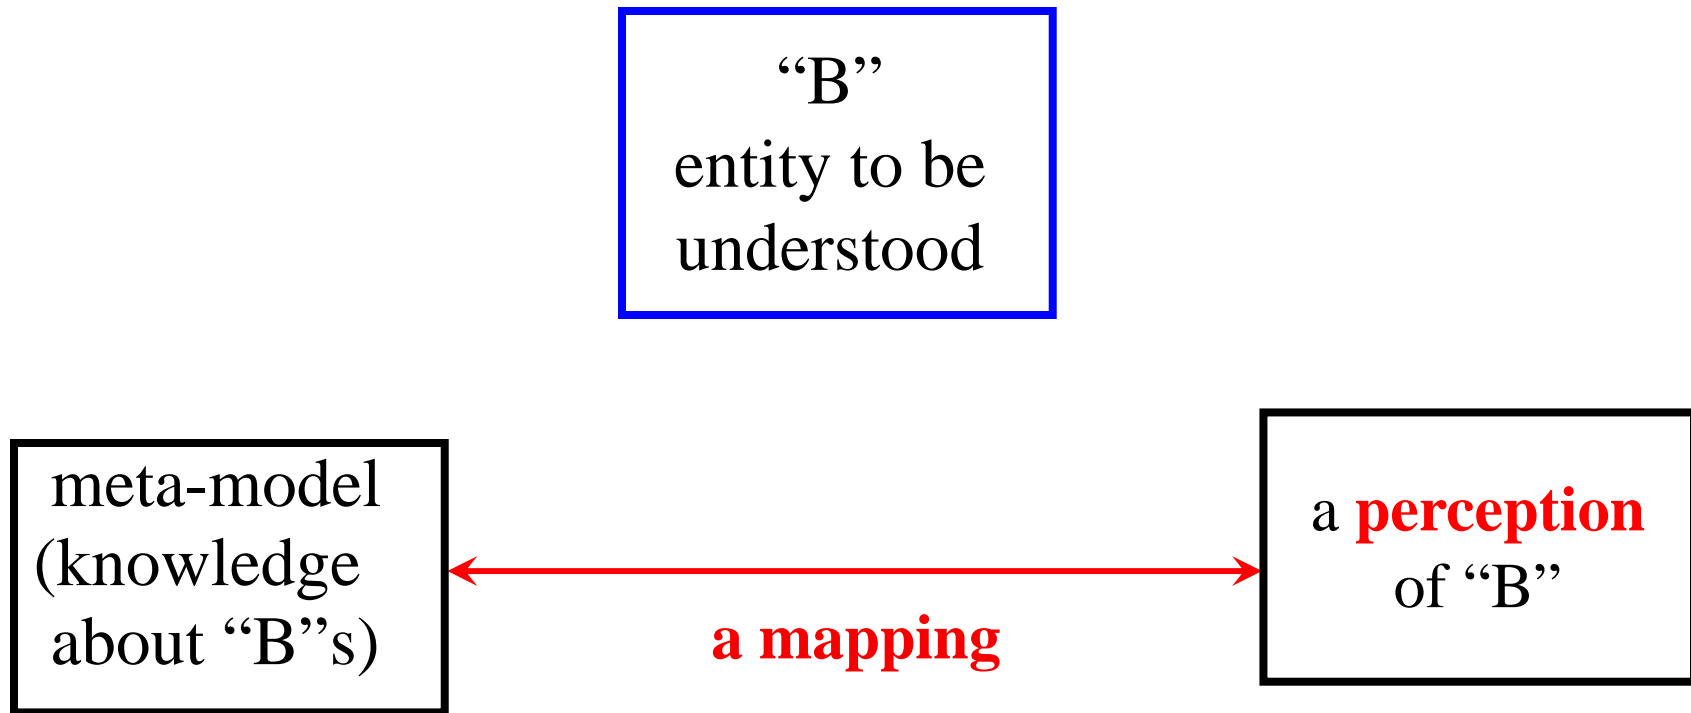 “B”
entity to be
understood
meta-model
(knowledge
about “B”s)
a mapping
a perception
of “B”